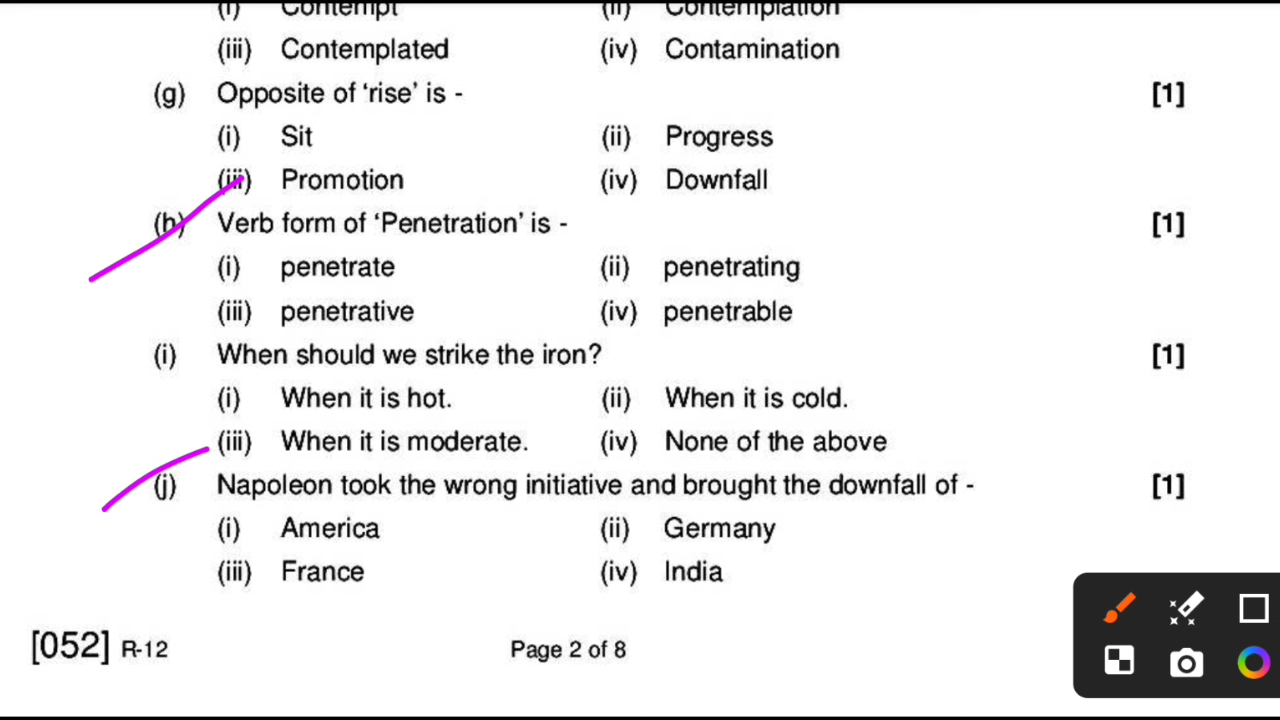 (i) Contempt (ii) Contemplation
(iii) Contemplated (iv) Contamination
(g) Opposite of ‘rise’ is - [1]
(i) Sit (ii) Progress
(iii) Promotion (iv) Downfall
(h) Verb form of ‘Penetration’ is - [1]
(i) penetrate (ii) penetrating
(iii) penetrative (iv) penetrable
(i) When should we strike the iron? [1]
(i) When it is hot. (ii) When it is cold.
(iii) When it is moderate. (iv) None of the above
(j) Napoleon took the wrong initiative and brought the downfall of - [1]
(i) America (ii) Germany
(iii) France (iv) India
[052] R-12 Page 2 of 8